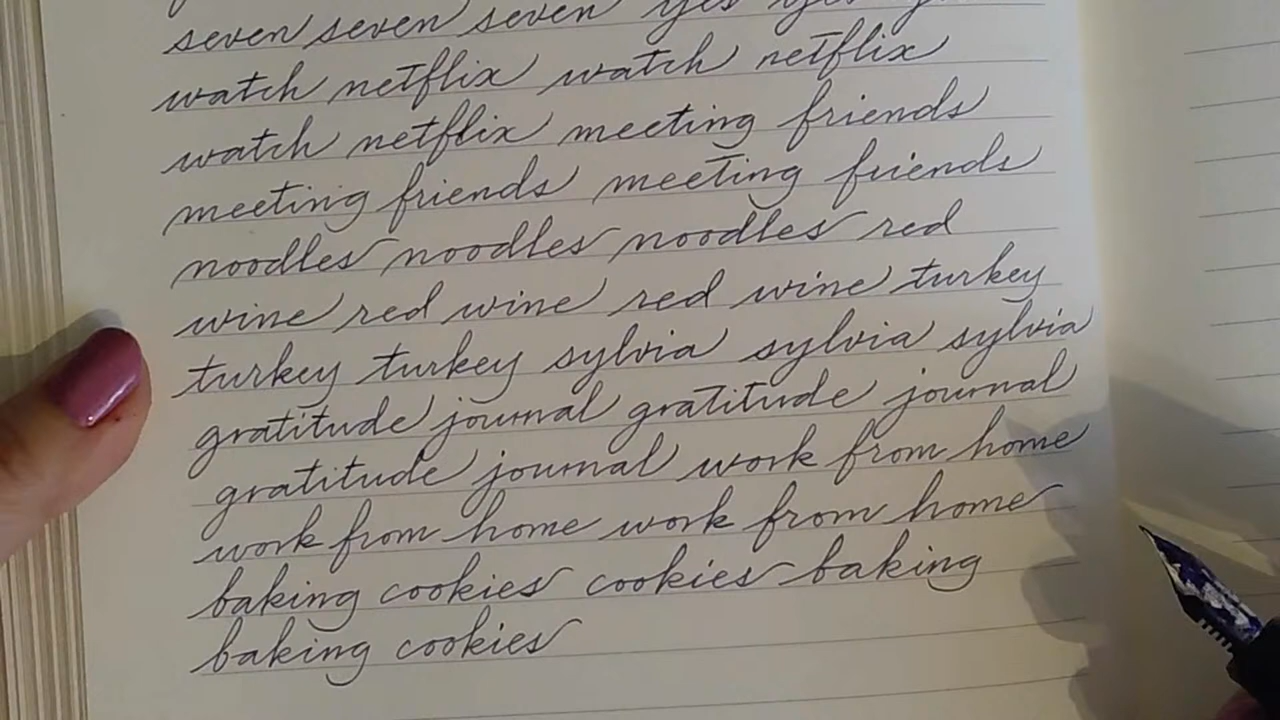 seven seven seven yes yes
watch netflix watch netflix
watch netflix meeting friends
meeting friends meeting friends
noodles noodles noodles red
wine red wine red wine turkey
turkey turkey sylvia sylvia sylvia
gratitude journal gratitude journal
gratitude journal work from home
work from home work from home
baking cookies cookies baking
baking cookies